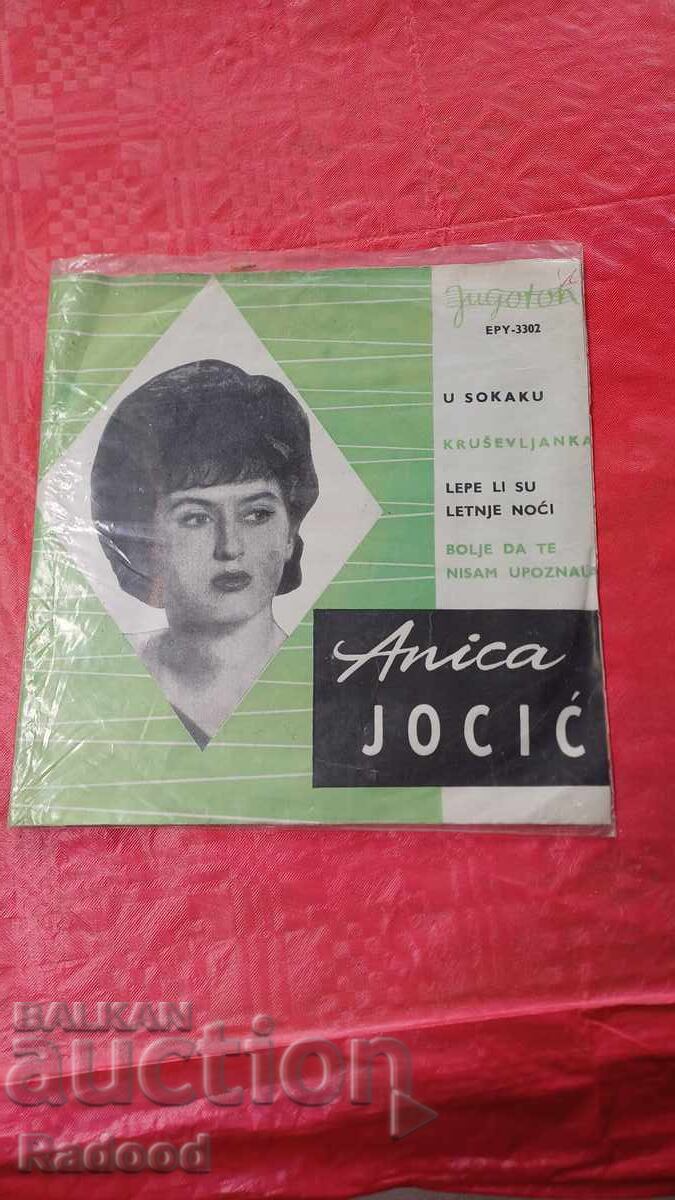 Jugoton
EPY-3302
U SOKAKU
KRUŠEVLJANKA
LEPE LI SU
LETNJE NOĆI
BOLJE DA TE
NISAM UPOZNALA
Anica
JOCIĆ
BALKAN
auction
Radood